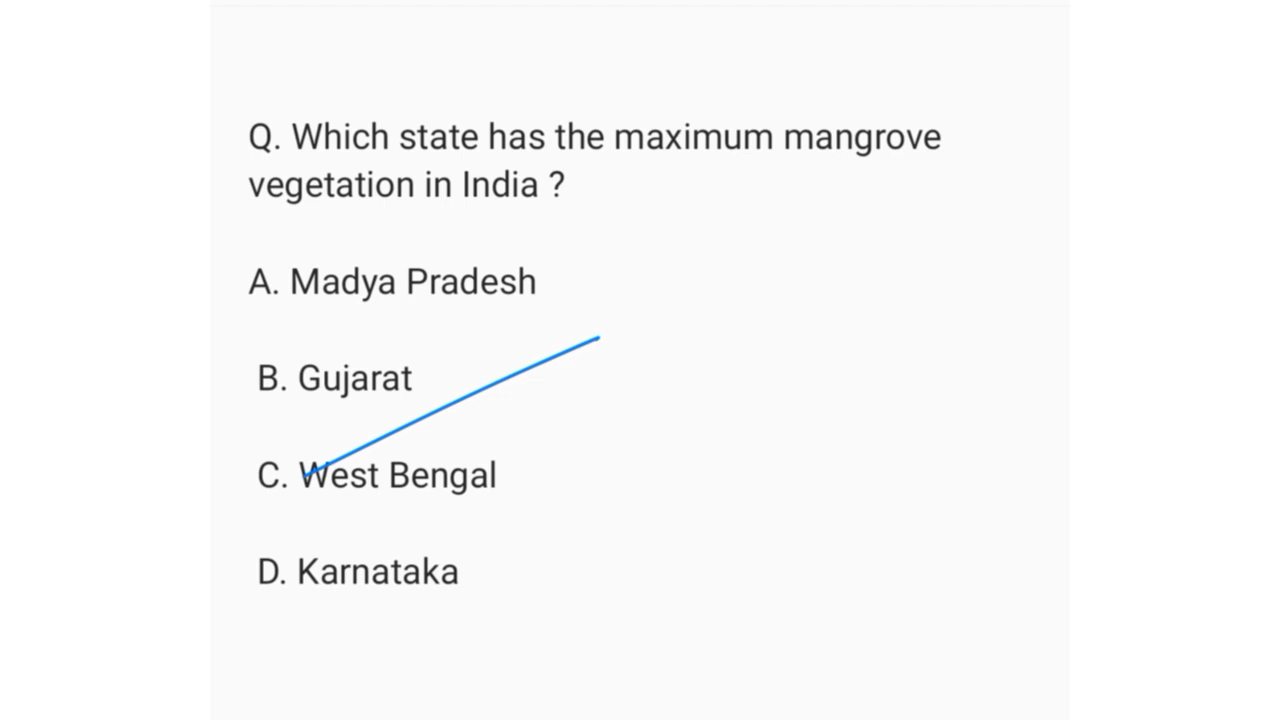 Q. Which state has the maximum mangrove
vegetation in India ?
A. Madya Pradesh
B. Gujarat
C. West Bengal
D. Karnataka